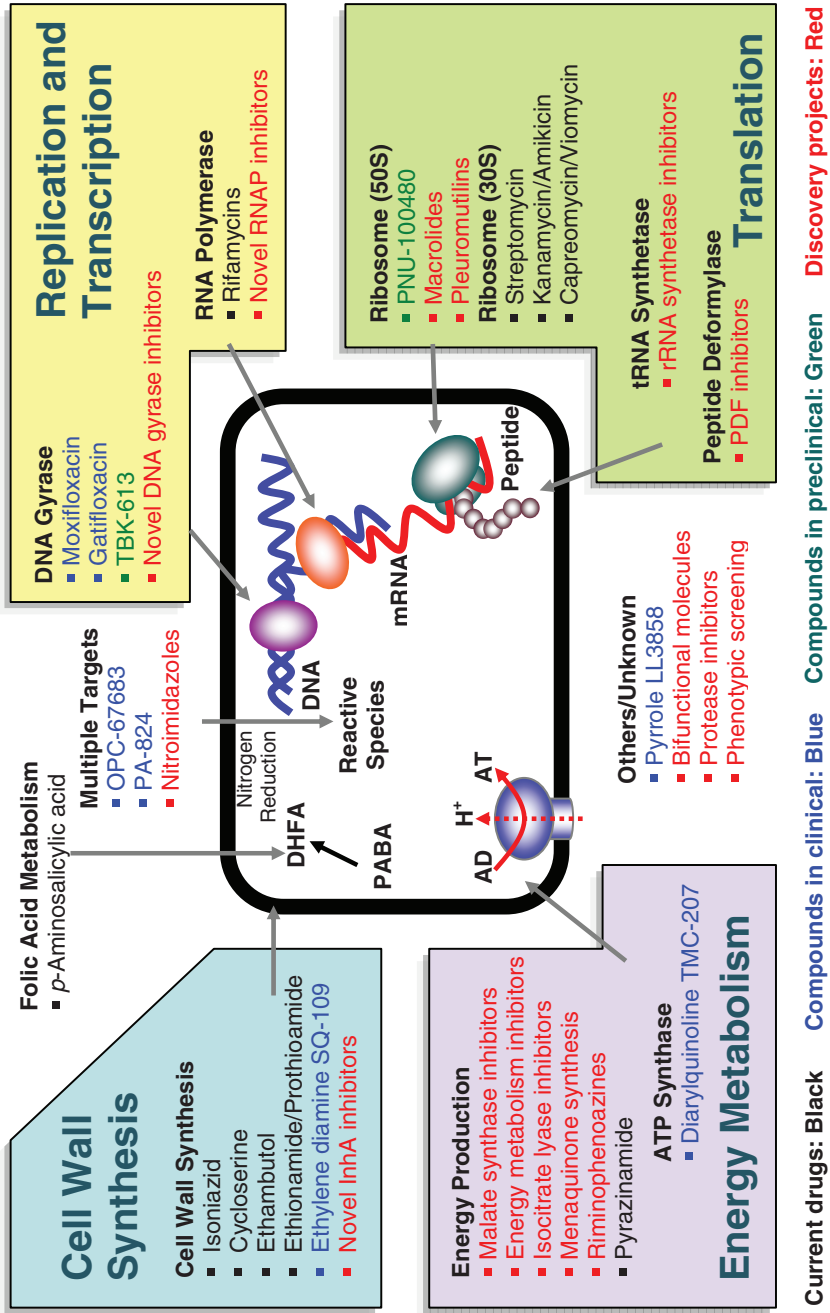 Cell Wall
Synthesis
Cell Wall Synthesis
▪ Isoniazid
▪ Cycloserine
▪ Ethambutol
▪ Ethionamide/Prothioamide
▪ Ethylene diamine SQ-109
▪ Novel InhA inhibitors
Folic Acid Metabolism
▪ p-Aminosalicylic acid
Multiple Targets
▪ OPC-67683
▪ PA-824
▪ Nitroimidazoles
DNA Gyrase
▪ Moxifloxacin
▪ Gatifloxacin
▪ TBK-613
▪ Novel DNA gyrase inhibitors
Replication and
Transcription
RNA Polymerase
▪ Rifamycins
▪ Novel RNAP inhibitors
Nitrogen
Reduction
DHFA
PABA
Reactive
Species
DNA
mRNA
Peptide
AD
H+
AT
Energy Production
▪ Malate synthase inhibitors
▪ Energy metabolism inhibitors
▪ Isocitrate lyase inhibitors
▪ Menaquinone synthesis
▪ Riminophenoazines
▪ Pyrazinamide
ATP Synthase
▪ Diarylquinoline TMC-207
Energy Metabolism
Others/Unknown
▪ Pyrrole LL3858
▪ Bifunctional molecules
▪ Protease inhibitors
▪ Phenotypic screening
Ribosome (50S)
▪ PNU-100480
▪ Macrolides
▪ Pleuromutilins
Ribosome (30S)
▪ Streptomycin
▪ Kanamycin/Amikicin
▪ Capreomycin/Viomycin
tRNA Synthetase
▪ rRNA synthetase inhibitors
Peptide Deformylase
▪ PDF inhibitors
Translation
Current drugs: Black Compounds in clinical: Blue Compounds in preclinical: Green Discovery projects: Red